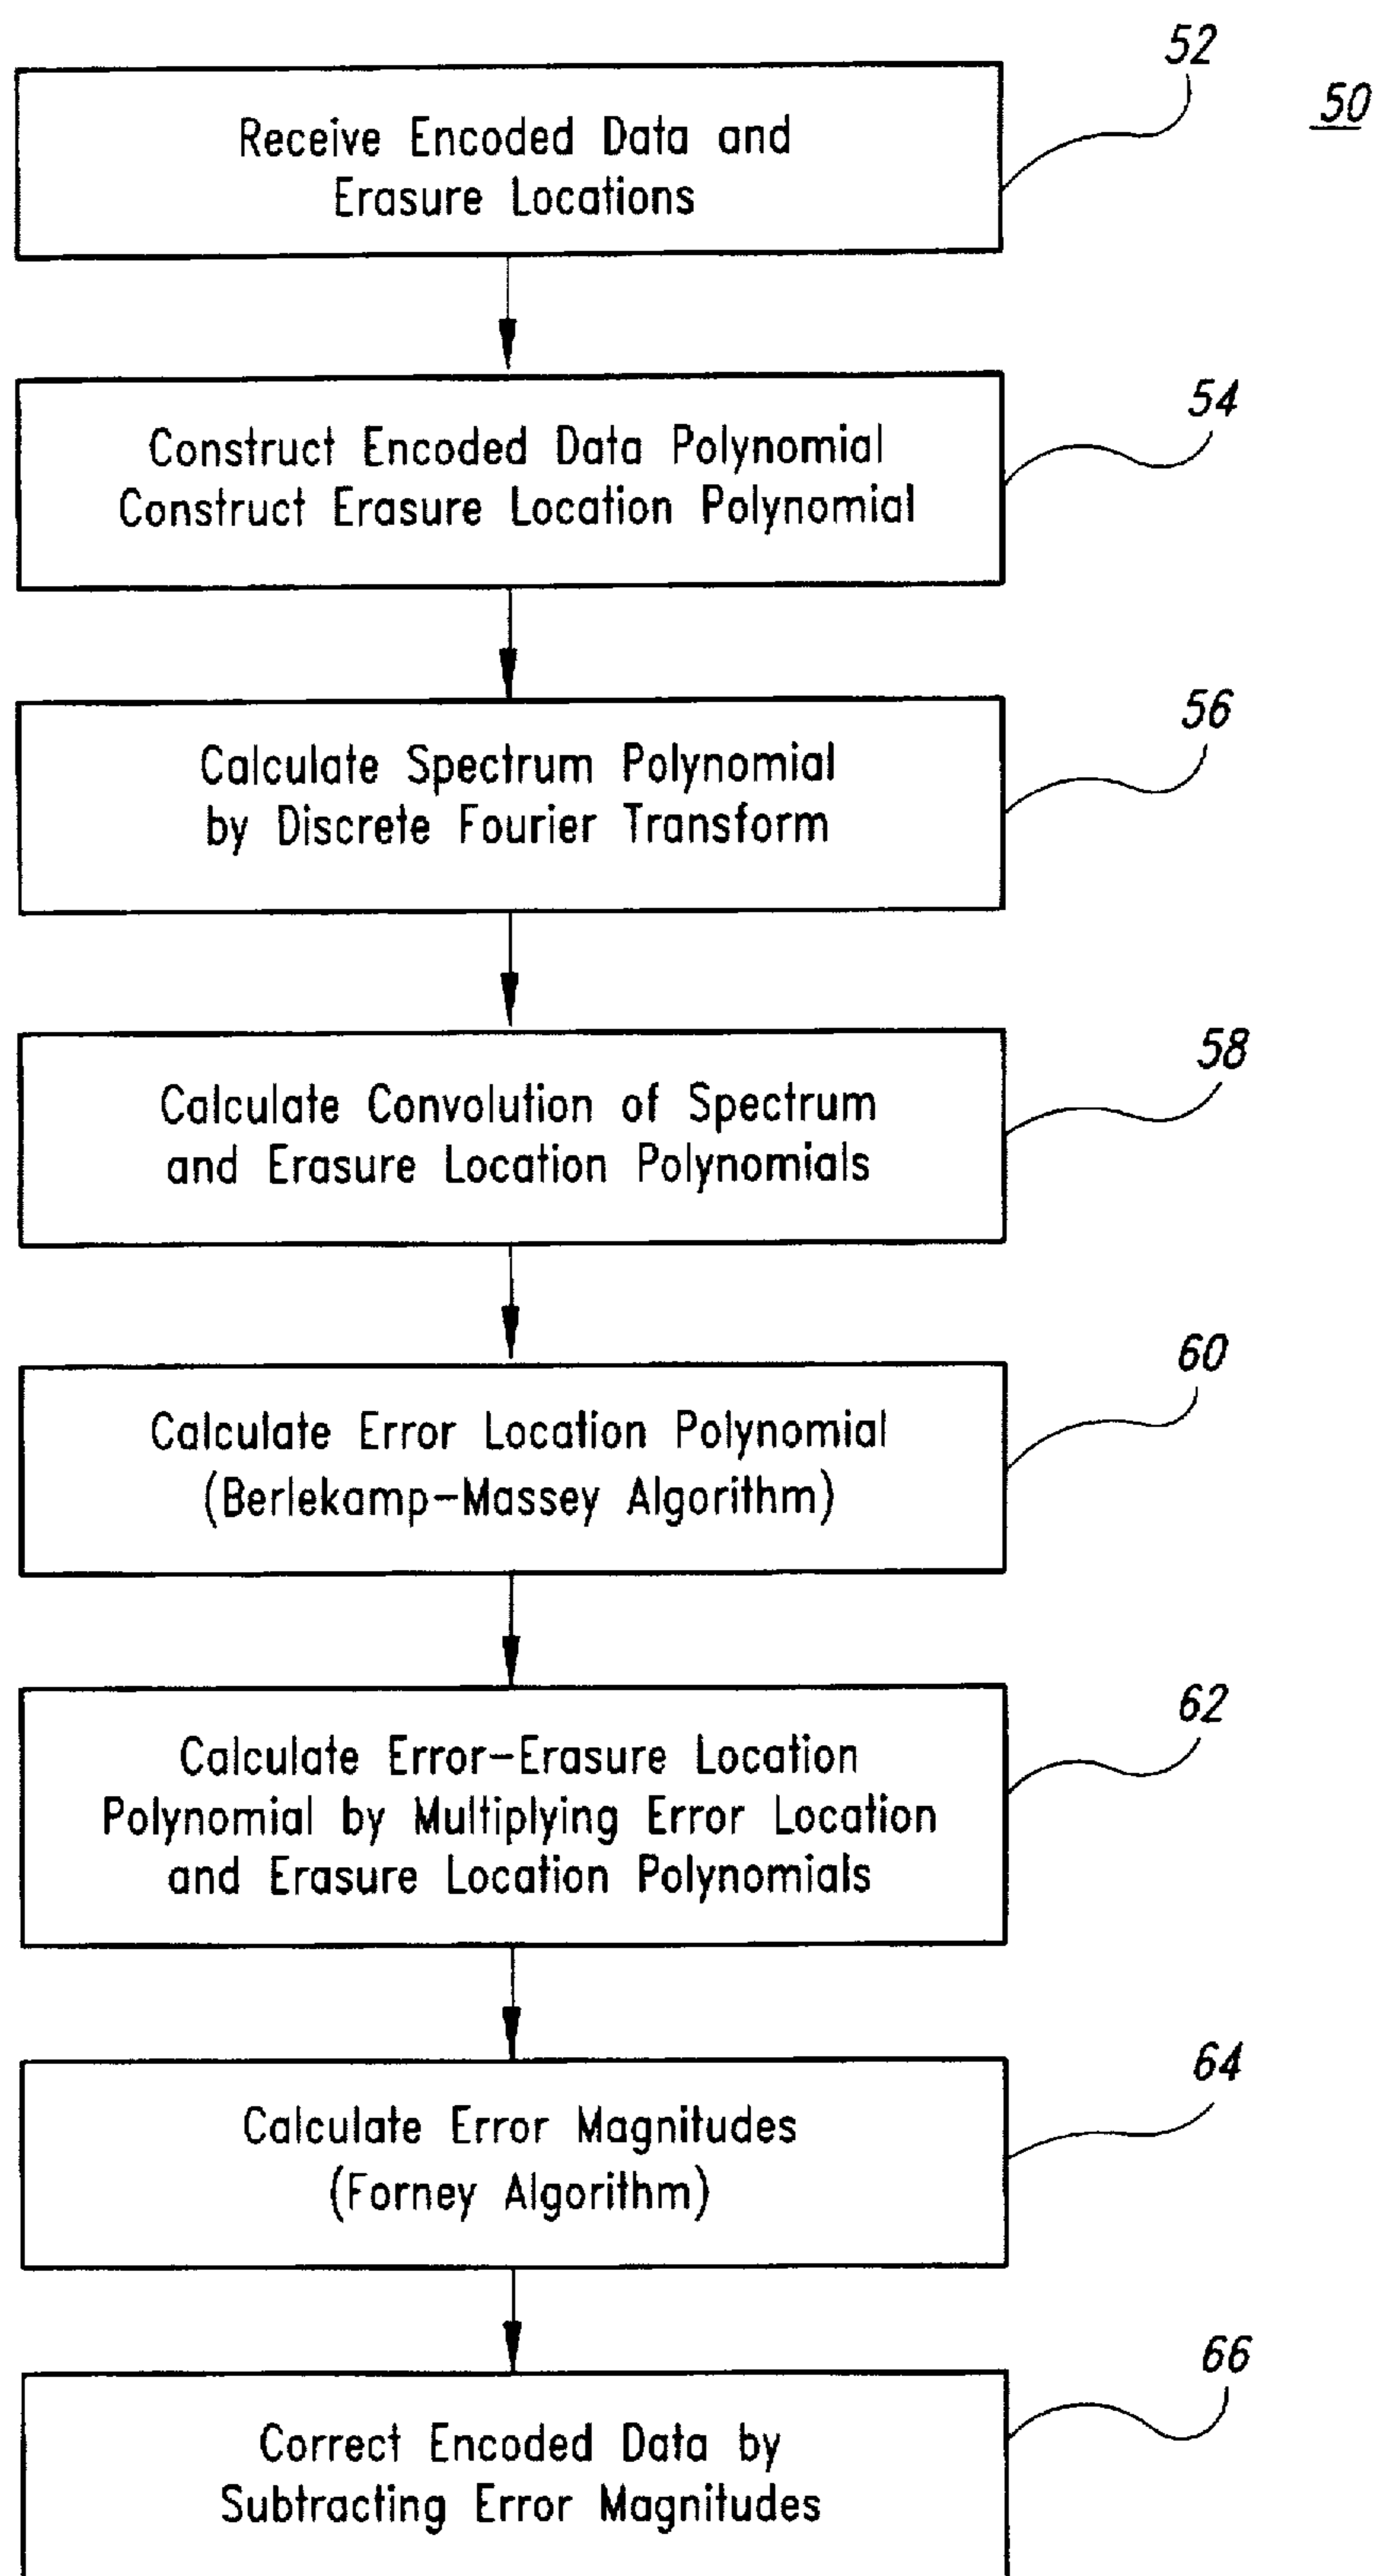 52
50
Receive Encoded Data and
Erasure Locations
54
Construct Encoded Data Polynomial
Construct Erasure Location Polynomial
56
Calculate Spectrum Polynomial
by Discrete Fourier Transform
58
Calculate Convolution of Spectrum
and Erasure Location Polynomials
60
Calculate Error Location Polynomial
(Berlekamp-Massey Algorithm)
62
Calculate Error-Erasure Location
Polynomial by Multiplying Error Location
and Erasure Location Polynomials
64
Calculate Error Magnitudes
(Forney Algorithm)
66
Correct Encoded Data by
Subtracting Error Magnitudes